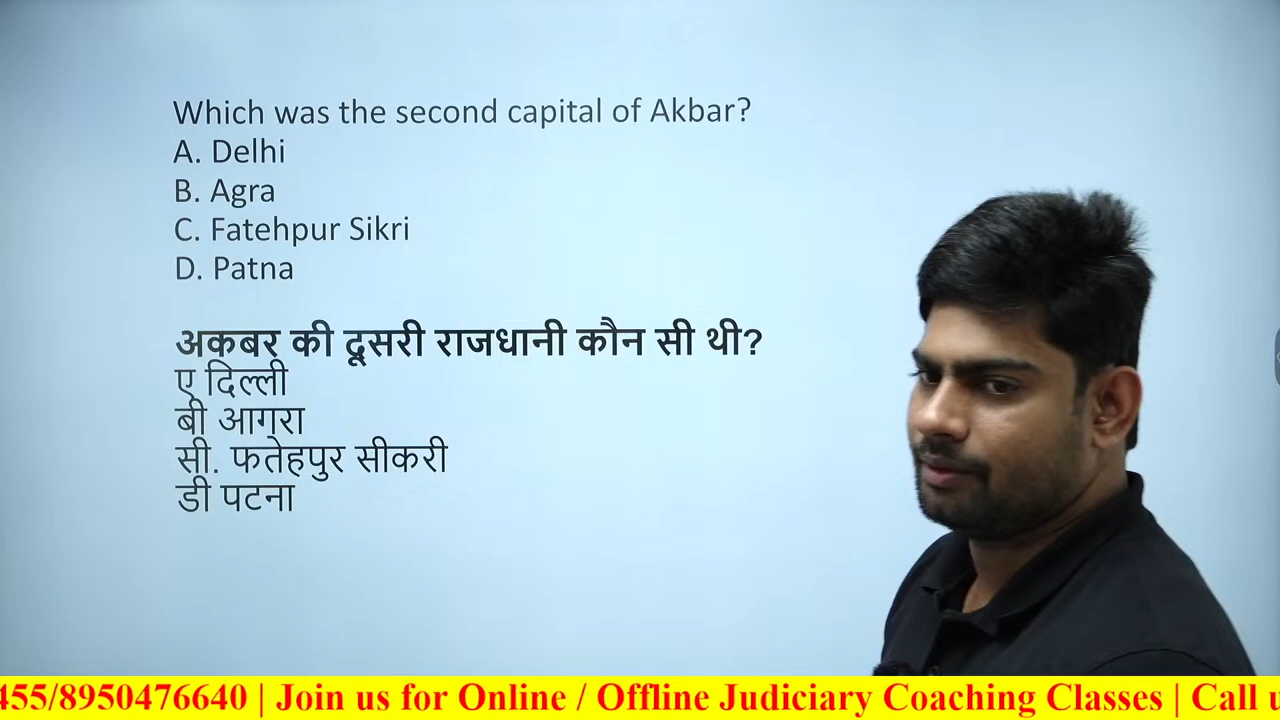 Which was the second capital of Akbar?
A. Delhi
B. Agra
C. Fatehpur Sikri
D. Patna
अकबर की दूसरी राजधानी कौन सी थी?
ए दिल्ली
बी आगरा
सी. फतेहपुर सीकरी
डी पटना
455/8950476640 | Join us for Online / Offline Judiciary Coaching Classes | Call